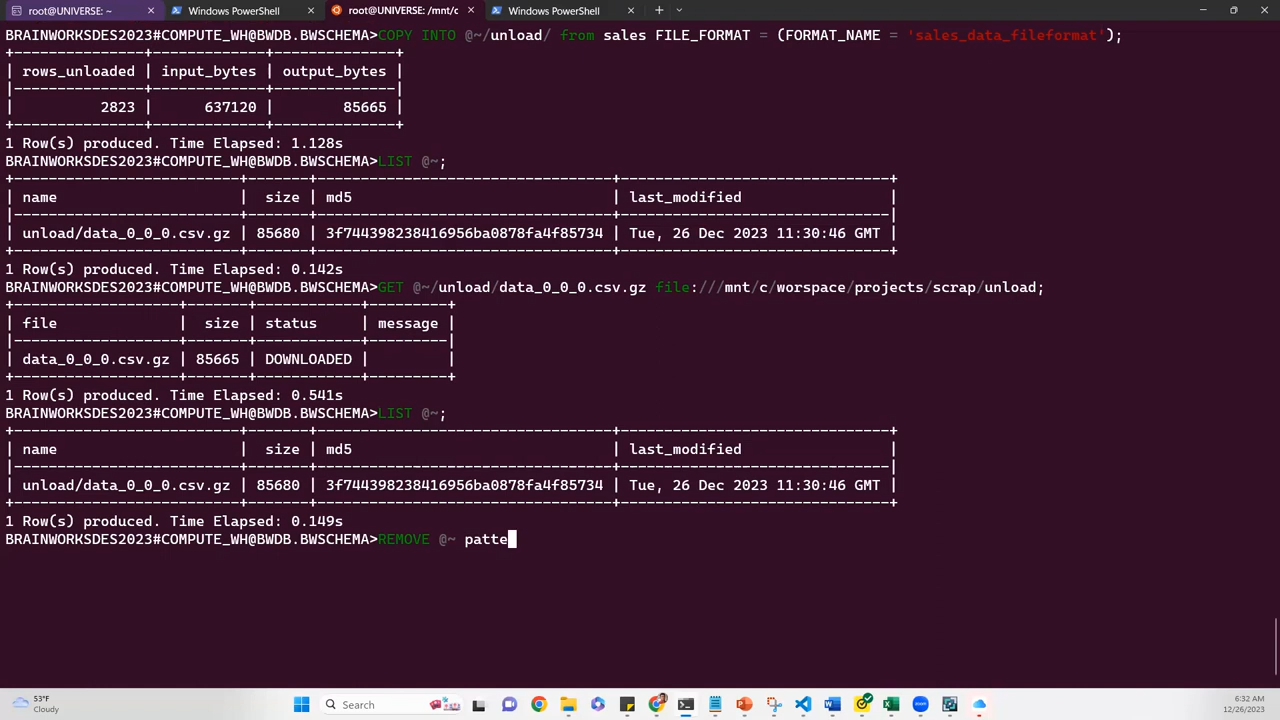 root@UNIVERSE: ~ Windows PowerShell root@UNIVERSE: /mnt/c Windows PowerShell
BRAINWORKSDES2023#COMPUTE_WH@BWDB.BWSCHEMA>COPY INTO @~/unload/ from sales FILE_FORMAT = (FORMAT_NAME = 'sales_data_fileformat');
+--------------+-------------+--------------+
| rows_unloaded | input_bytes | output_bytes |
|--------------+-------------+--------------|
| 2823 | 637120 | 85665 |
+--------------+-------------+--------------+
1 Row(s) produced. Time Elapsed: 1.128s
BRAINWORKSDES2023#COMPUTE_WH@BWDB.BWSCHEMA>LIST @~;
+--------------------------+-------+----------------------------------+------------------------------+
| name | size | md5 | last_modified |
|--------------------------+-------+----------------------------------+------------------------------|
| unload/data_0_0_0.csv.gz | 85680 | 3f744398238416956ba0878fa4f85734 | Tue, 26 Dec 2023 11:30:46 GMT |
+--------------------------+-------+----------------------------------+------------------------------+
1 Row(s) produced. Time Elapsed: 0.142s
BRAINWORKSDES2023#COMPUTE_WH@BWDB.BWSCHEMA>GET @~/unload/data_0_0_0.csv.gz file:///mnt/c/worspace/projects/scrap/unload;
+-------------------+-------+------------+---------+
| file | size | status | message |
|-------------------+-------+------------+---------|
| data_0_0_0.csv.gz | 85665 | DOWNLOADED | |
+-------------------+-------+------------+---------+
1 Row(s) produced. Time Elapsed: 0.541s
BRAINWORKSDES2023#COMPUTE_WH@BWDB.BWSCHEMA>LIST @~;
+--------------------------+-------+----------------------------------+------------------------------+
| name | size | md5 | last_modified |
|--------------------------+-------+----------------------------------+------------------------------|
| unload/data_0_0_0.csv.gz | 85680 | 3f744398238416956ba0878fa4f85734 | Tue, 26 Dec 2023 11:30:46 GMT |
+--------------------------+-------+----------------------------------+------------------------------+
1 Row(s) produced. Time Elapsed: 0.149s
BRAINWORKSDES2023#COMPUTE_WH@BWDB.BWSCHEMA>REMOVE @~ patte
53°F
Cloudy
Search
6:32 AM
12/26/2023